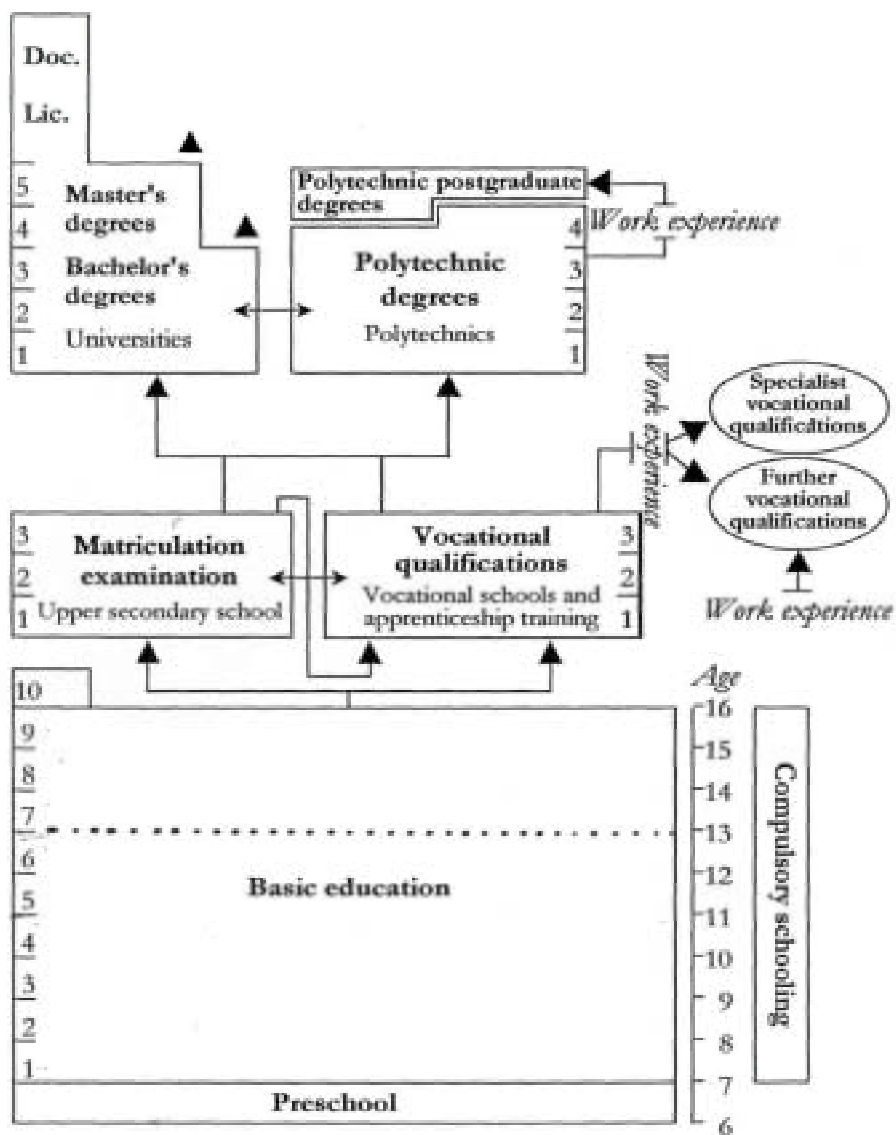 Doc.
Lic.
5
Master's
degrees
4
3
Bachelor's
degrees
2
Universities
1
Polytechnic postgraduate
degrees
Work experience
4
Polytechnic
degrees
3
2
Polytechnics
1
Work experience
Specialist
vocational
qualifications
Further
vocational
qualifications
Work experience
3
Matriculation
examination
2
Upper secondary school
1
Vocational
qualifications
3
2
Vocational schools and
apprenticeship training
1
10
9
8
7
6
5
4
3
2
1
Basic education
Preschool
Age
16
15
14
13
12
11
10
9
8
7
6
Compulsory schooling